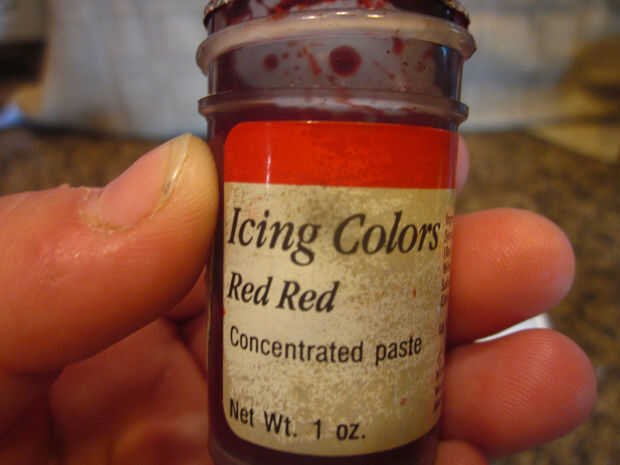 Icing Colors
Red Red
Concentrated paste
Net Wt. 1 oz.